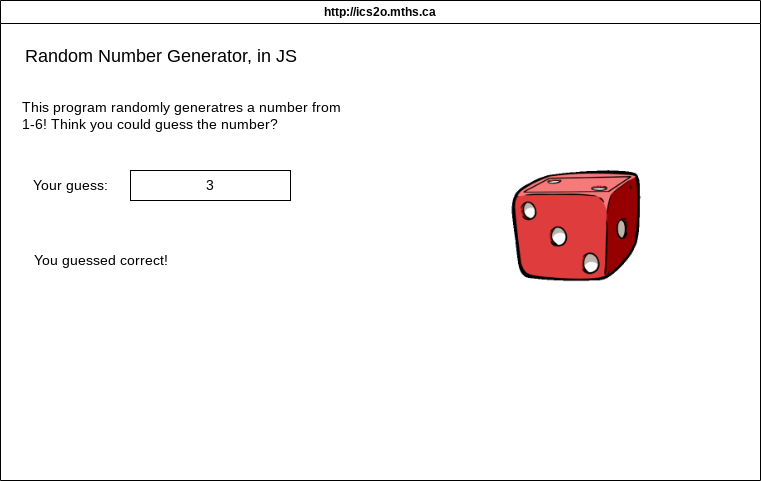 http://ics2o.mths.ca
Random Number Generator, in JS
This program randomly generatres a number from
1-6! Think you could guess the number?
Your guess: 3
You guessed correct!